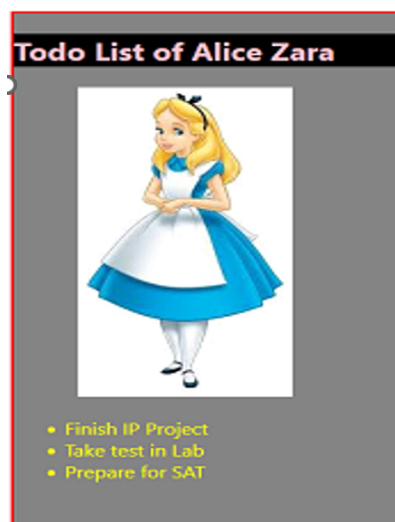 Todo List of Alice Zara
• Finish IP Project
• Take test in Lab
• Prepare for SAT